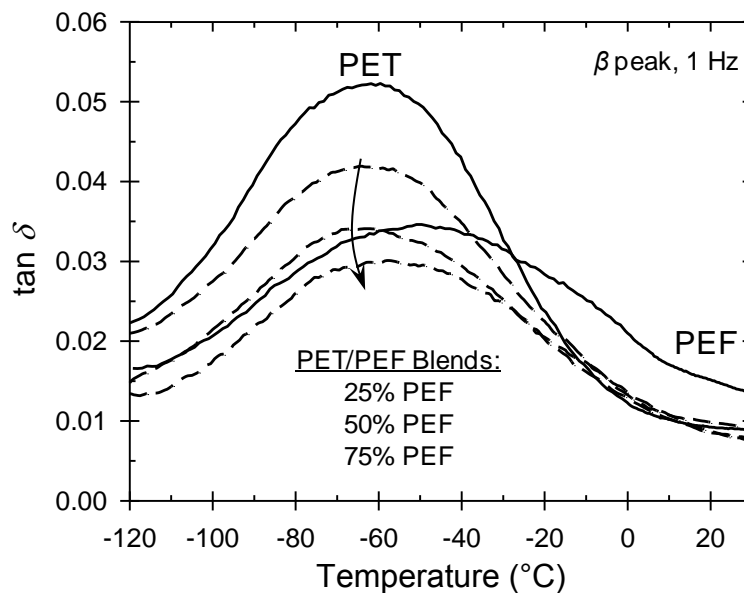 0.06
0.05
0.04
0.03
0.02
0.01
0.00
tan δ
PET
β peak, 1 Hz
PEF
PET/PEF Blends:
25% PEF
50% PEF
75% PEF
-120 -100 -80 -60 -40 -20 0 20
Temperature (°C)